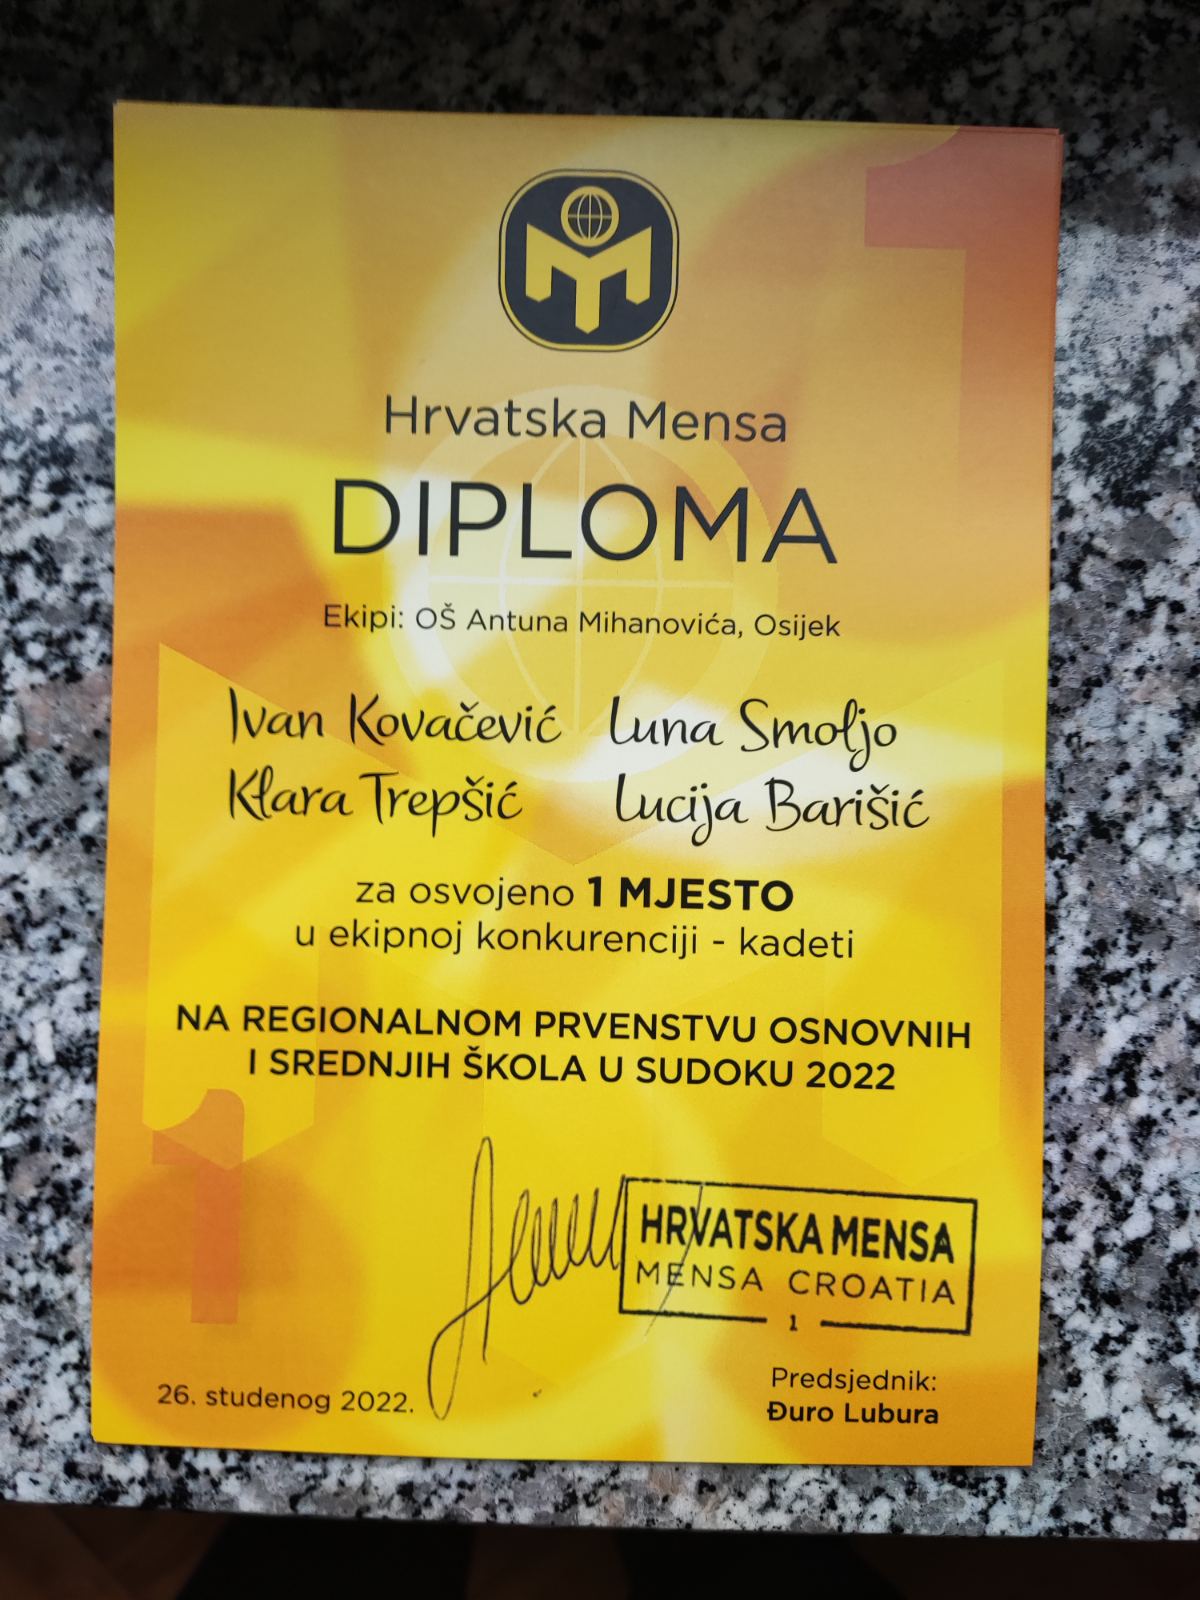 Hrvatska Mensa
DIPLOMA
Ekipi: OŠ Antuna Mihanovića, Osijek
Ivan Kovačević Luna Smoljo
Klara Trepšić Lucija Barišić
za osvojeno 1 MJESTO
u ekipnoj konkurenciji - kadeti
NA REGIONALNOM PRVENSTVU OSNOVNIH
I SREDNJIH ŠKOLA U SUDOKU 2022
HRVATSKA MENSA
MENSA CROATIA
1
26. studenog 2022.
Predsjednik:
Đuro Lubura
1
1